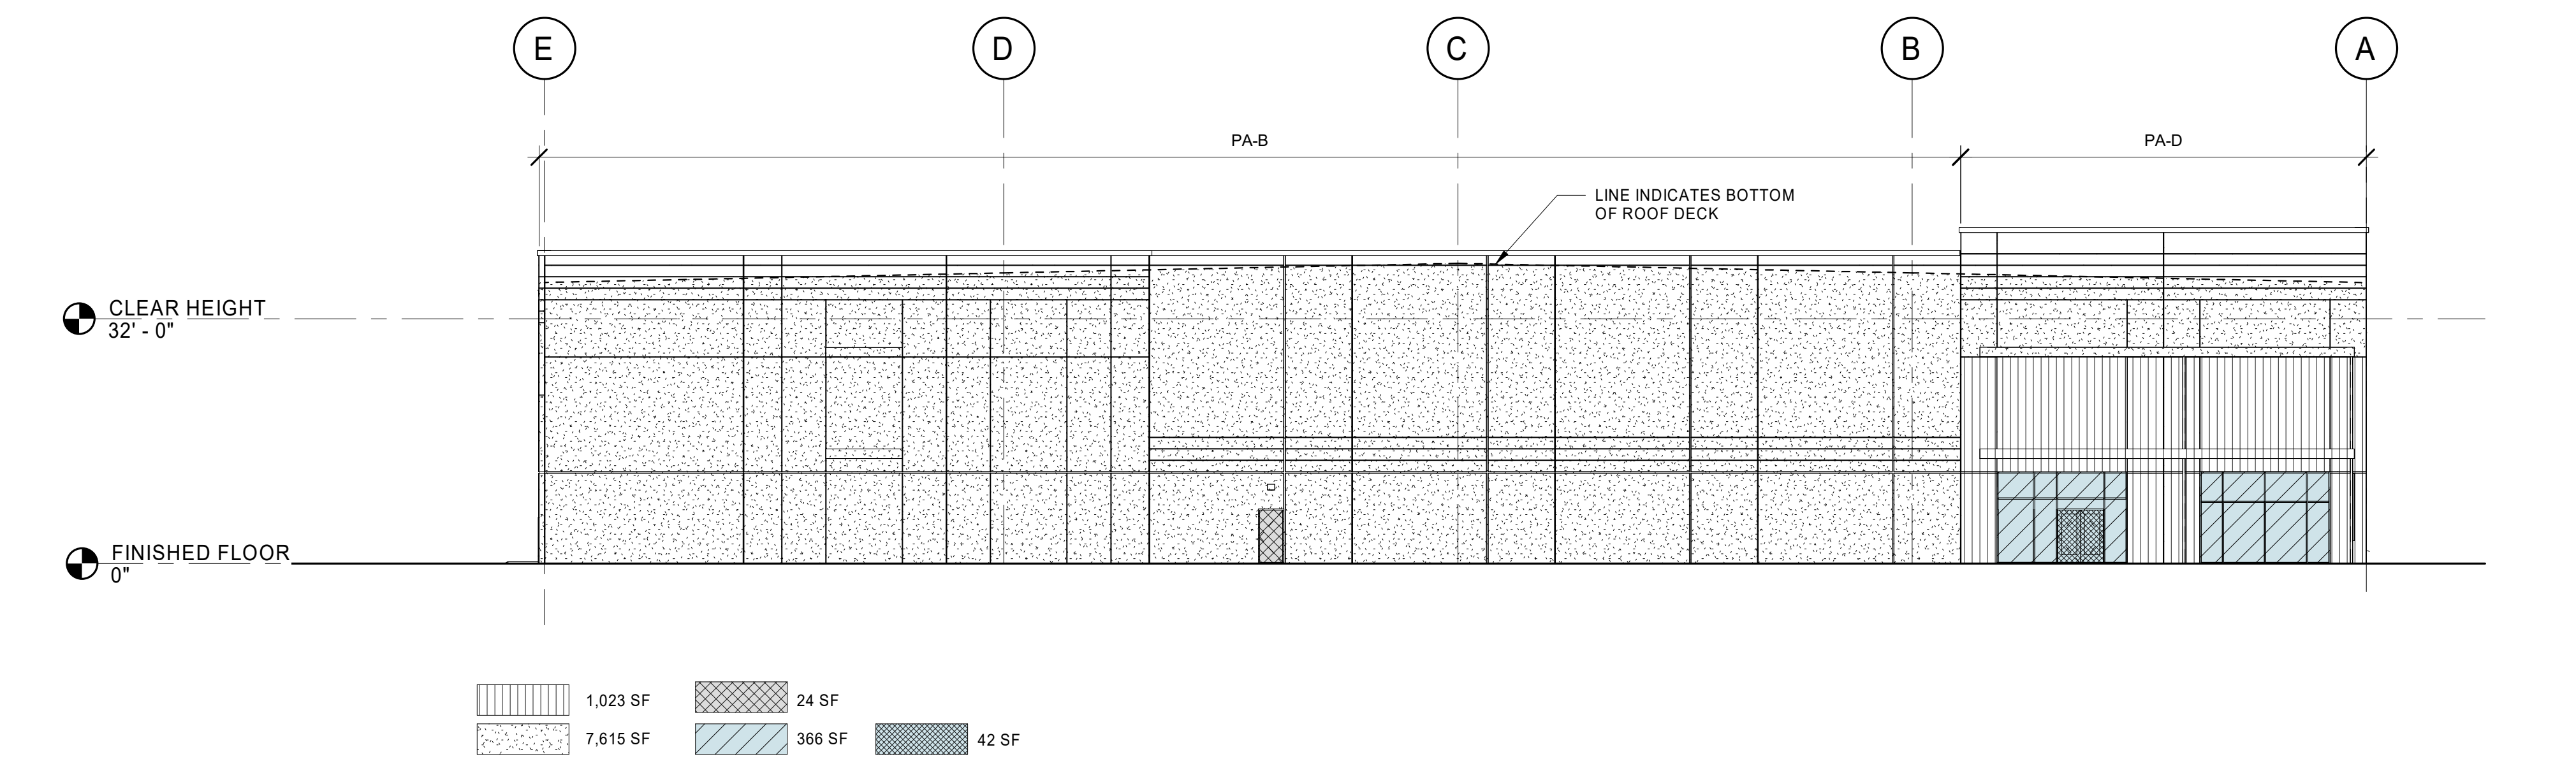 E
D
C
B
A
PA-B
PA-D
LINE INDICATES BOTTOM
OF ROOF DECK
CLEAR HEIGHT
32' - 0"
FINISHED FLOOR
0"
1,023 SF
24 SF
7,615 SF
366 SF
42 SF